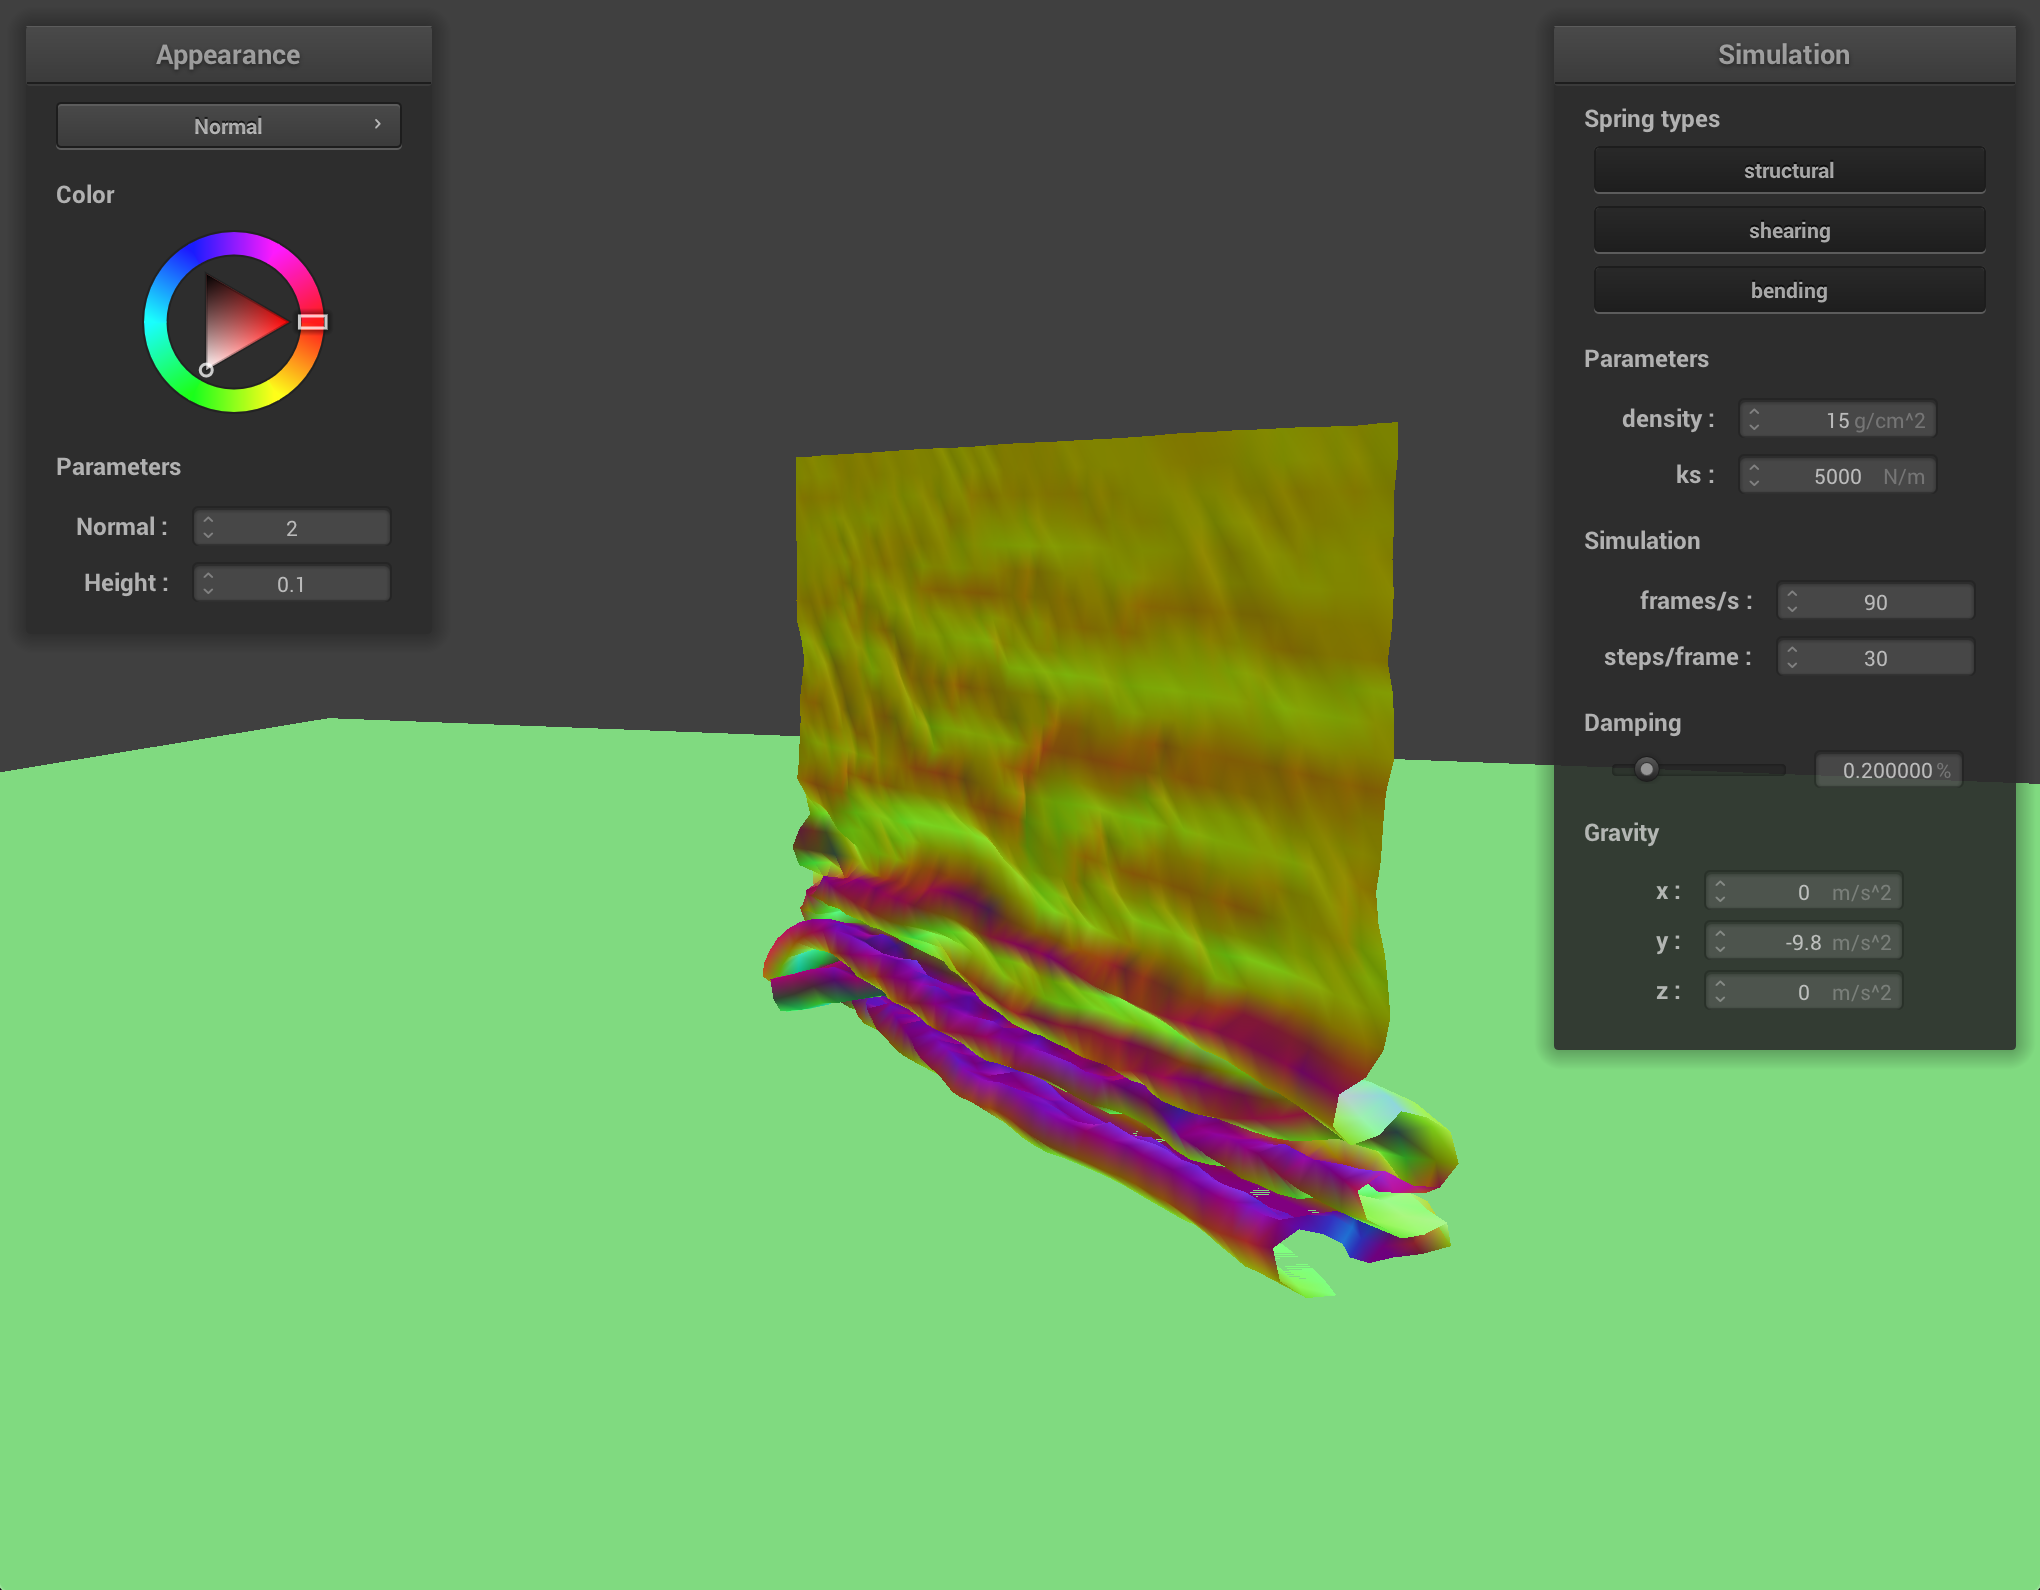 Appearance
Normal
Color
Parameters
Normal : 2
Height : 0.1
Simulation
Spring types
structural
shearing
bending
Parameters
density : 15 g/cm^2
ks : 5000 N/m
Simulation
frames/s : 90
steps/frame : 30
Damping
0.200000 %
Gravity
x : 0 m/s^2
y : -9.8 m/s^2
z : 0 m/s^2